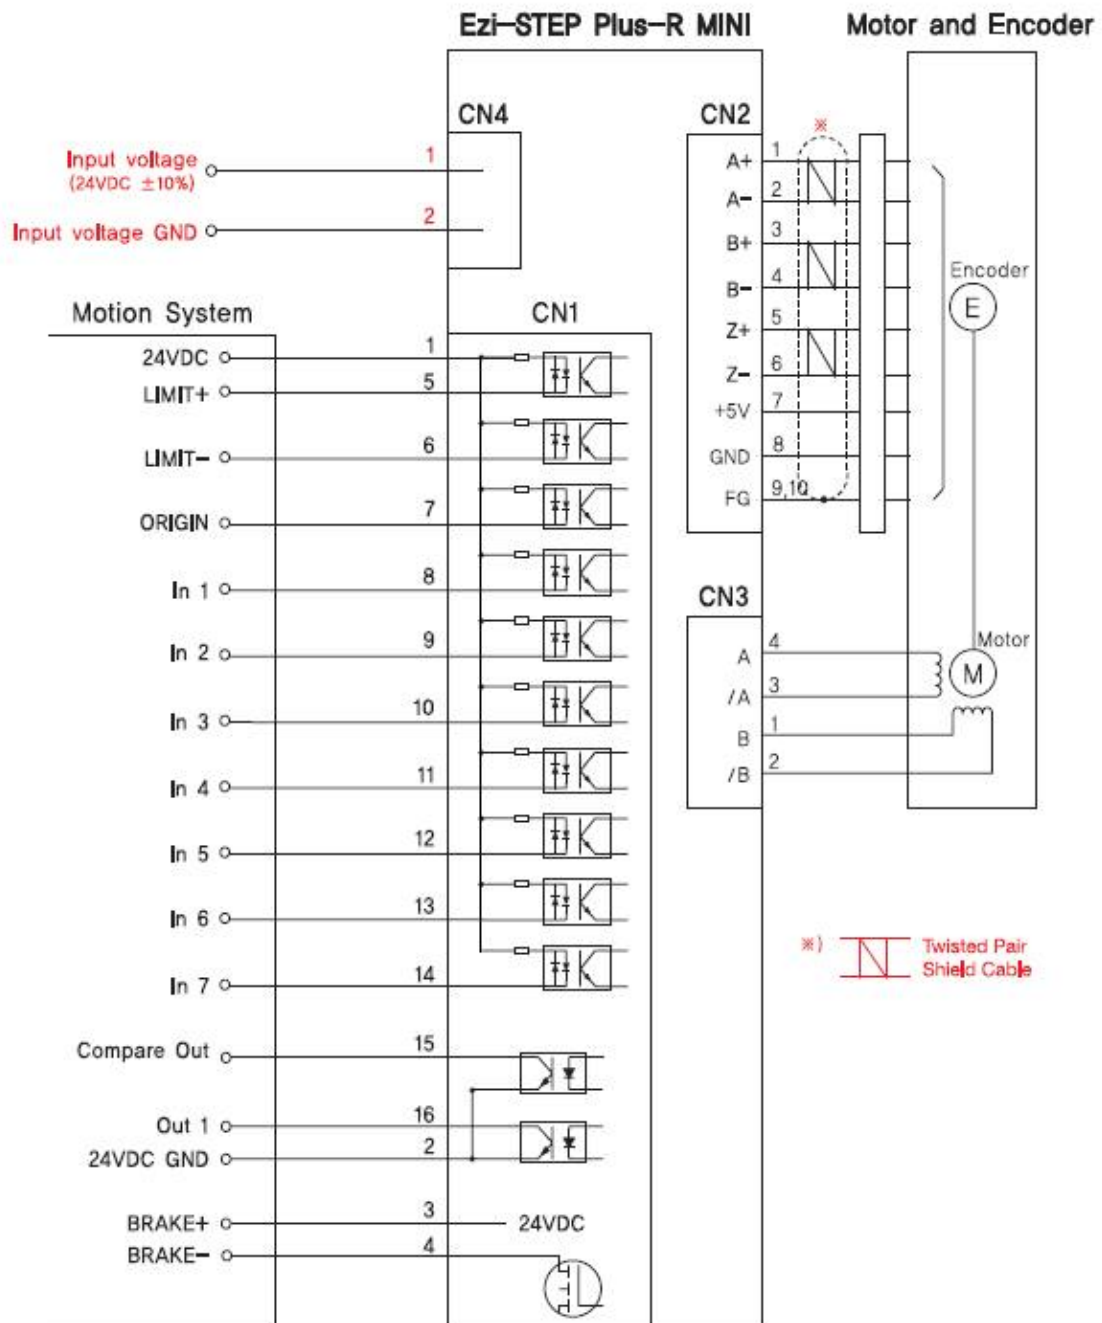 Ezi-STEP Plus-R MINI
Motor and Encoder
CN4
Input voltage
(24VDC ±10%)
1
Input voltage GND
2
CN2
※
A+ 1
A- 2
B+ 3
B- 4
Z+ 5
Z- 6
+5V 7
GND 8
FG 9,10
Encoder
E
Motion System
CN1
24VDC 1
LIMIT+ 5
LIMIT- 6
ORIGIN 7
In 1 8
In 2 9
In 3 10
In 4 11
In 5 12
In 6 13
In 7 14
Compare Out 15
Out 1 16
24VDC GND 2
BRAKE+ 3 24VDC
BRAKE- 4
CN3
A 4
/A 3
B 1
/B 2
Motor
M
※) Twisted Pair
Shield Cable